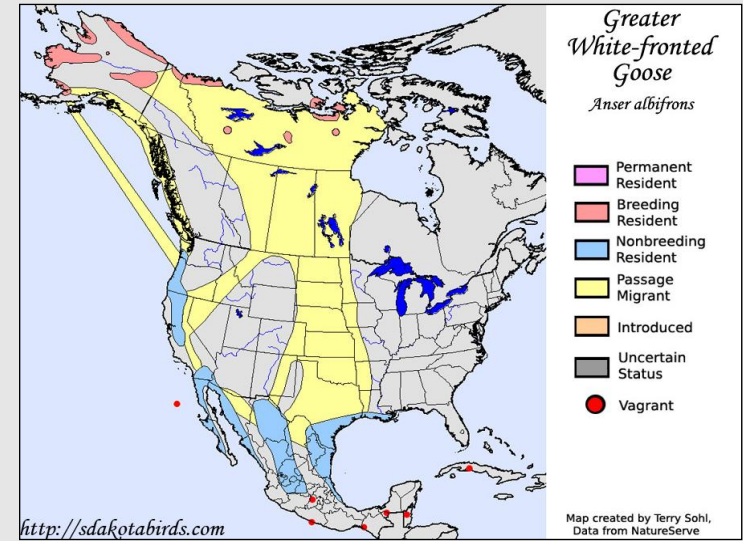 Greater
White-fronted
Goose
Anser albifrons
Permanent
Resident
Breeding
Resident
Nonbreeding
Resident
Passage
Migrant
Introduced
Uncertain
Status
Vagrant
Map created by Terry Sohl,
Data from NatureServe
http://sdakotabirds.com